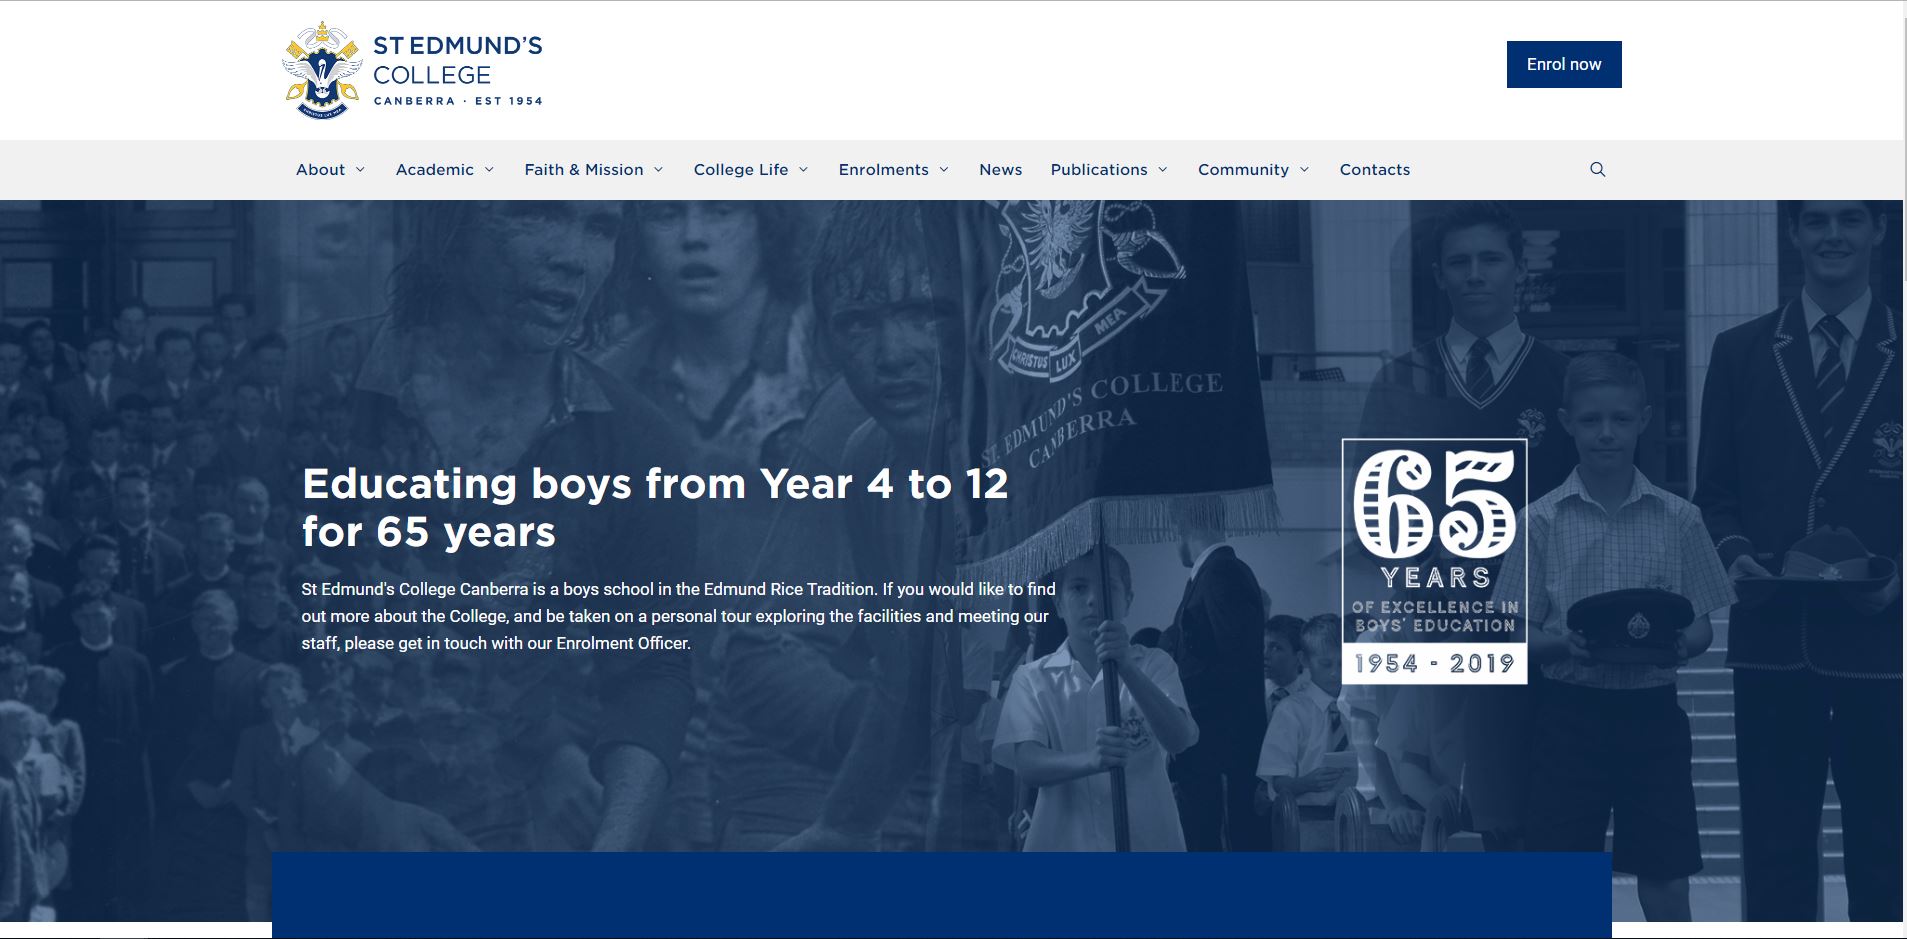 ST EDMUND'S
COLLEGE
CANBERRA · EST 1954
Enrol now
About
Academic
Faith & Mission
College Life
Enrolments
News
Publications
Community
Contacts
CHRISTUS LUX MEA
ST. EDMUND'S COLLEGE
CANBERRA
Educating boys from Year 4 to 12
for 65 years
St Edmund's College Canberra is a boys school in the Edmund Rice Tradition. If you would like to find
out more about the College, and be taken on a personal tour exploring the facilities and meeting our
staff, please get in touch with our Enrolment Officer.
65
YEARS
OF EXCELLENCE IN
BOYS' EDUCATION
1954 - 2019